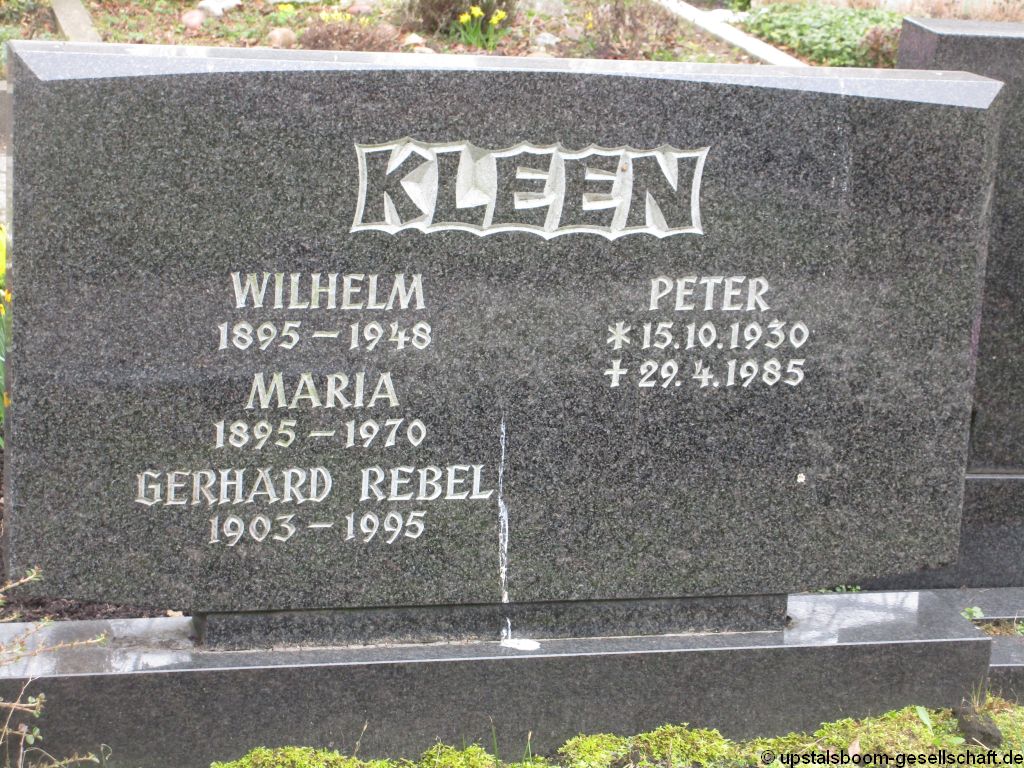 KLEEN
WILHELM
1895 – 1948
MARIA
1895 – 1970
GERHARD REBEL
1903 – 1995
PETER
* 15.10.1930
† 29.4.1985
© upstalsboom-gesellschaft.de